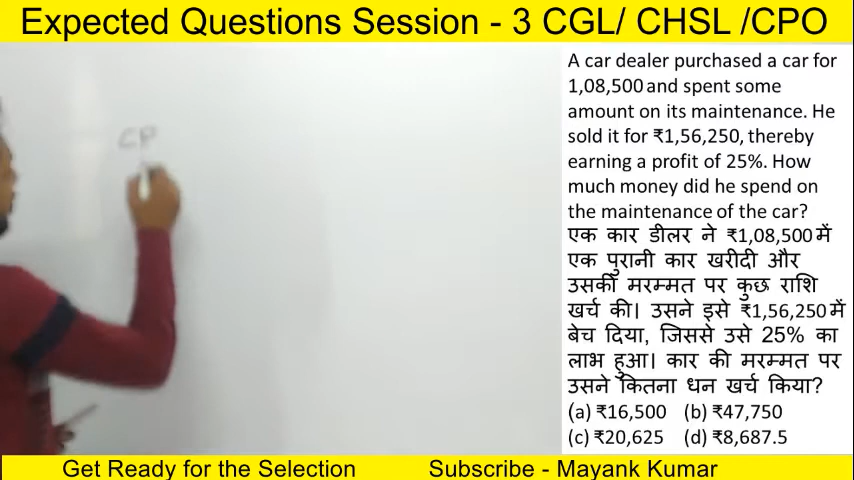 Expected Questions Session - 3 CGL/ CHSL /CPO
CP
A car dealer purchased a car for
1,08,500 and spent some
amount on its maintenance. He
sold it for ₹1,56,250, thereby
earning a profit of 25%. How
much money did he spend on
the maintenance of the car?
एक कार डीलर ने ₹1,08,500 में
एक पुरानी कार खरीदी और
उसकी मरम्मत पर कुछ राशि
खर्च की। उसने इसे ₹1,56,250 में
बेच दिया, जिससे उसे 25% का
लाभ हुआ। कार की मरम्मत पर
उसने कितना धन खर्च किया?
(a) ₹16,500 (b) ₹47,750
(c) ₹20,625 (d) ₹8,687.5
Get Ready for the Selection Subscribe - Mayank Kumar